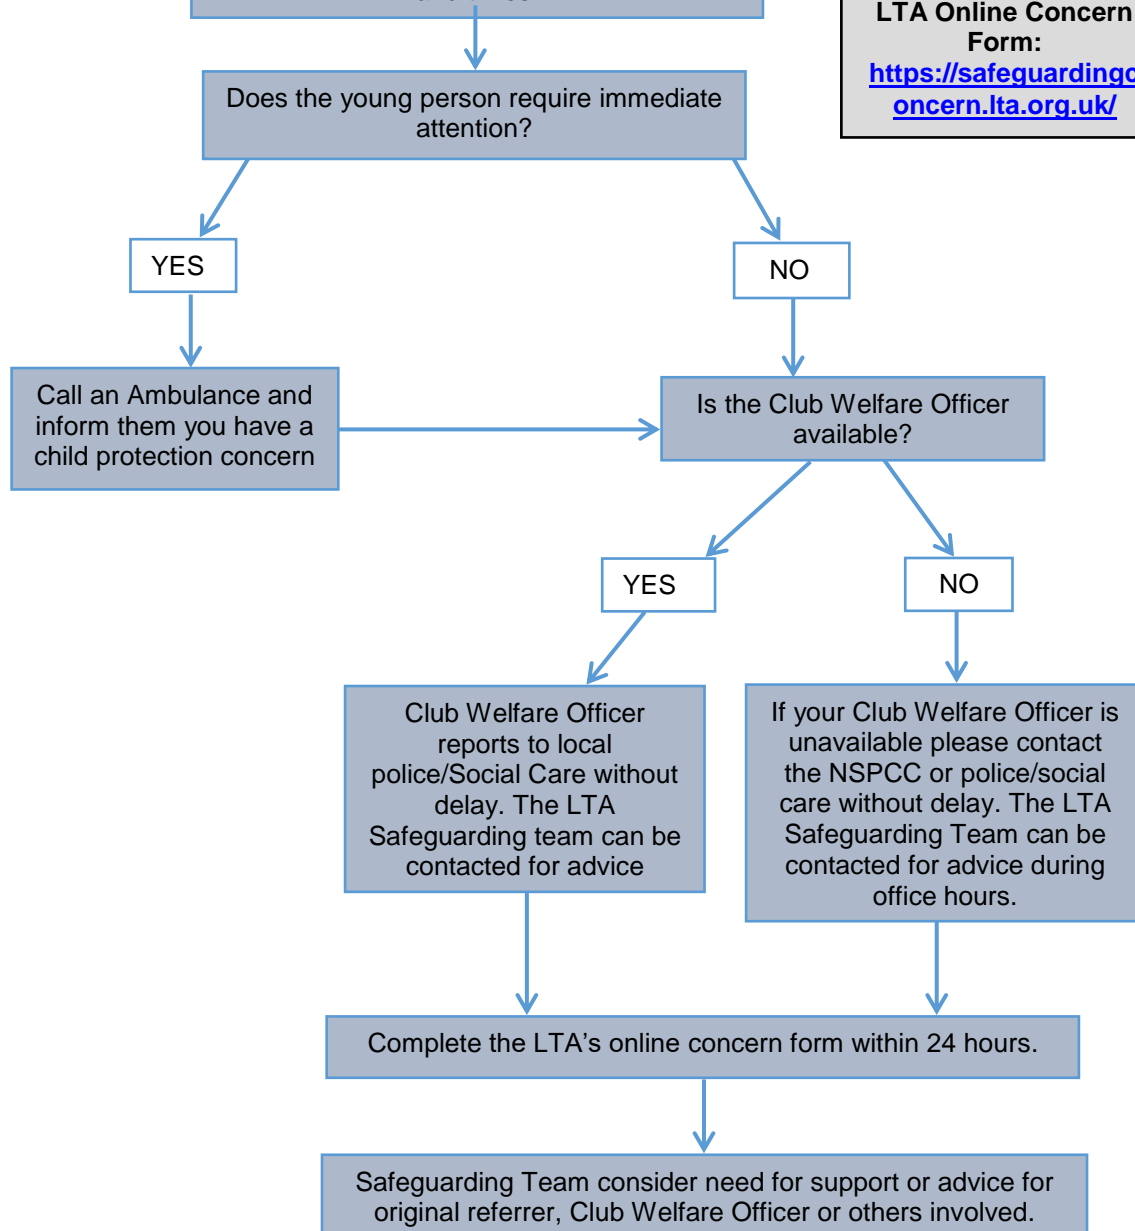 LTA Online Concern
Form:
https://safeguardingc
oncern.lta.org.uk/
Does the young person require immediate
attention?
YES
NO
Call an Ambulance and
inform them you have a
child protection concern
Is the Club Welfare Officer
available?
YES
NO
Club Welfare Officer
reports to local
police/Social Care without
delay. The LTA
Safeguarding team can be
contacted for advice
If your Club Welfare Officer is
unavailable please contact
the NSPCC or police/social
care without delay. The LTA
Safeguarding Team can be
contacted for advice during
office hours.
Complete the LTA’s online concern form within 24 hours.
Safeguarding Team consider need for support or advice for
original referrer, Club Welfare Officer or others involved.